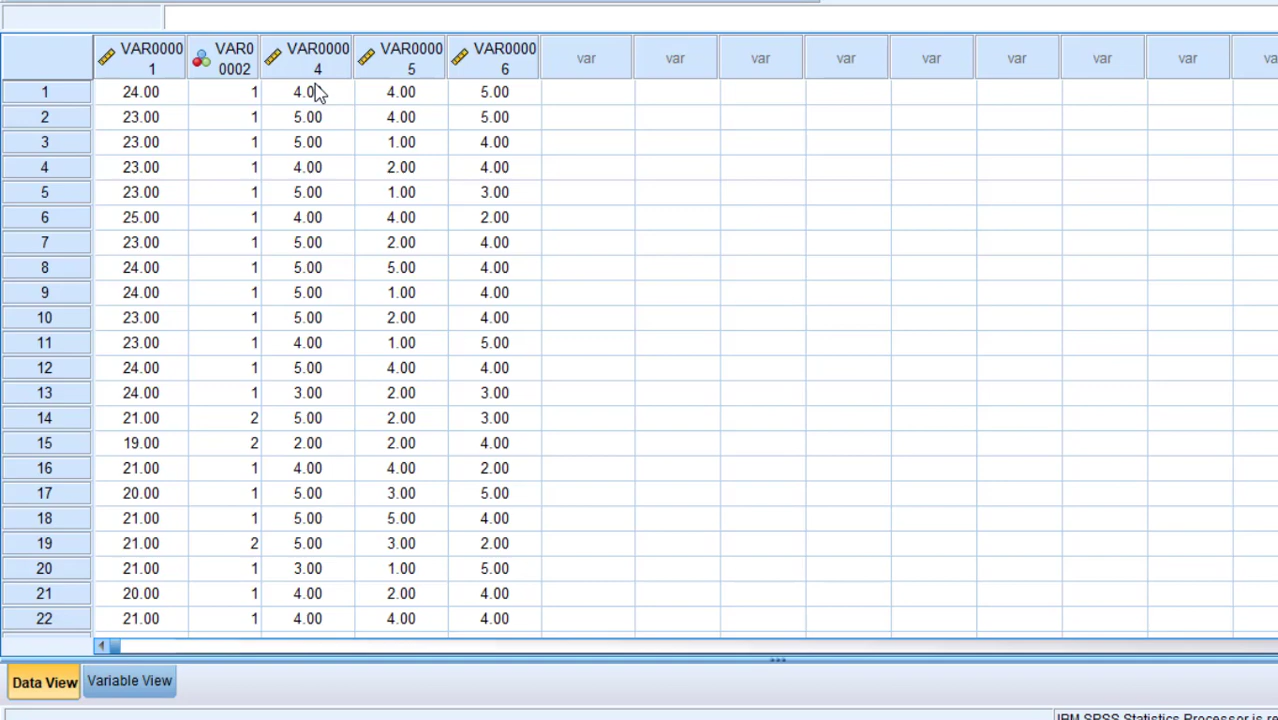 VAR0000 VAR0 VAR0000 VAR0000 VAR0000 var var var var var var var var va
1 0002 4 5 6
1 24.00 1 4.00 4.00 5.00
2 23.00 1 5.00 4.00 5.00
3 23.00 1 5.00 1.00 4.00
4 23.00 1 4.00 2.00 4.00
5 23.00 1 5.00 1.00 3.00
6 25.00 1 4.00 4.00 2.00
7 23.00 1 5.00 2.00 4.00
8 24.00 1 5.00 5.00 4.00
9 24.00 1 5.00 1.00 4.00
10 23.00 1 5.00 2.00 4.00
11 23.00 1 4.00 1.00 5.00
12 24.00 1 5.00 4.00 4.00
13 24.00 1 3.00 2.00 3.00
14 21.00 2 5.00 2.00 3.00
15 19.00 2 2.00 2.00 4.00
16 21.00 1 4.00 4.00 2.00
17 20.00 1 5.00 3.00 5.00
18 21.00 1 5.00 5.00 4.00
19 21.00 2 5.00 3.00 2.00
20 21.00 1 3.00 1.00 5.00
21 20.00 1 4.00 2.00 4.00
22 21.00 1 4.00 4.00 4.00
Data View Variable View
IBM SPSS Statistics Processor is